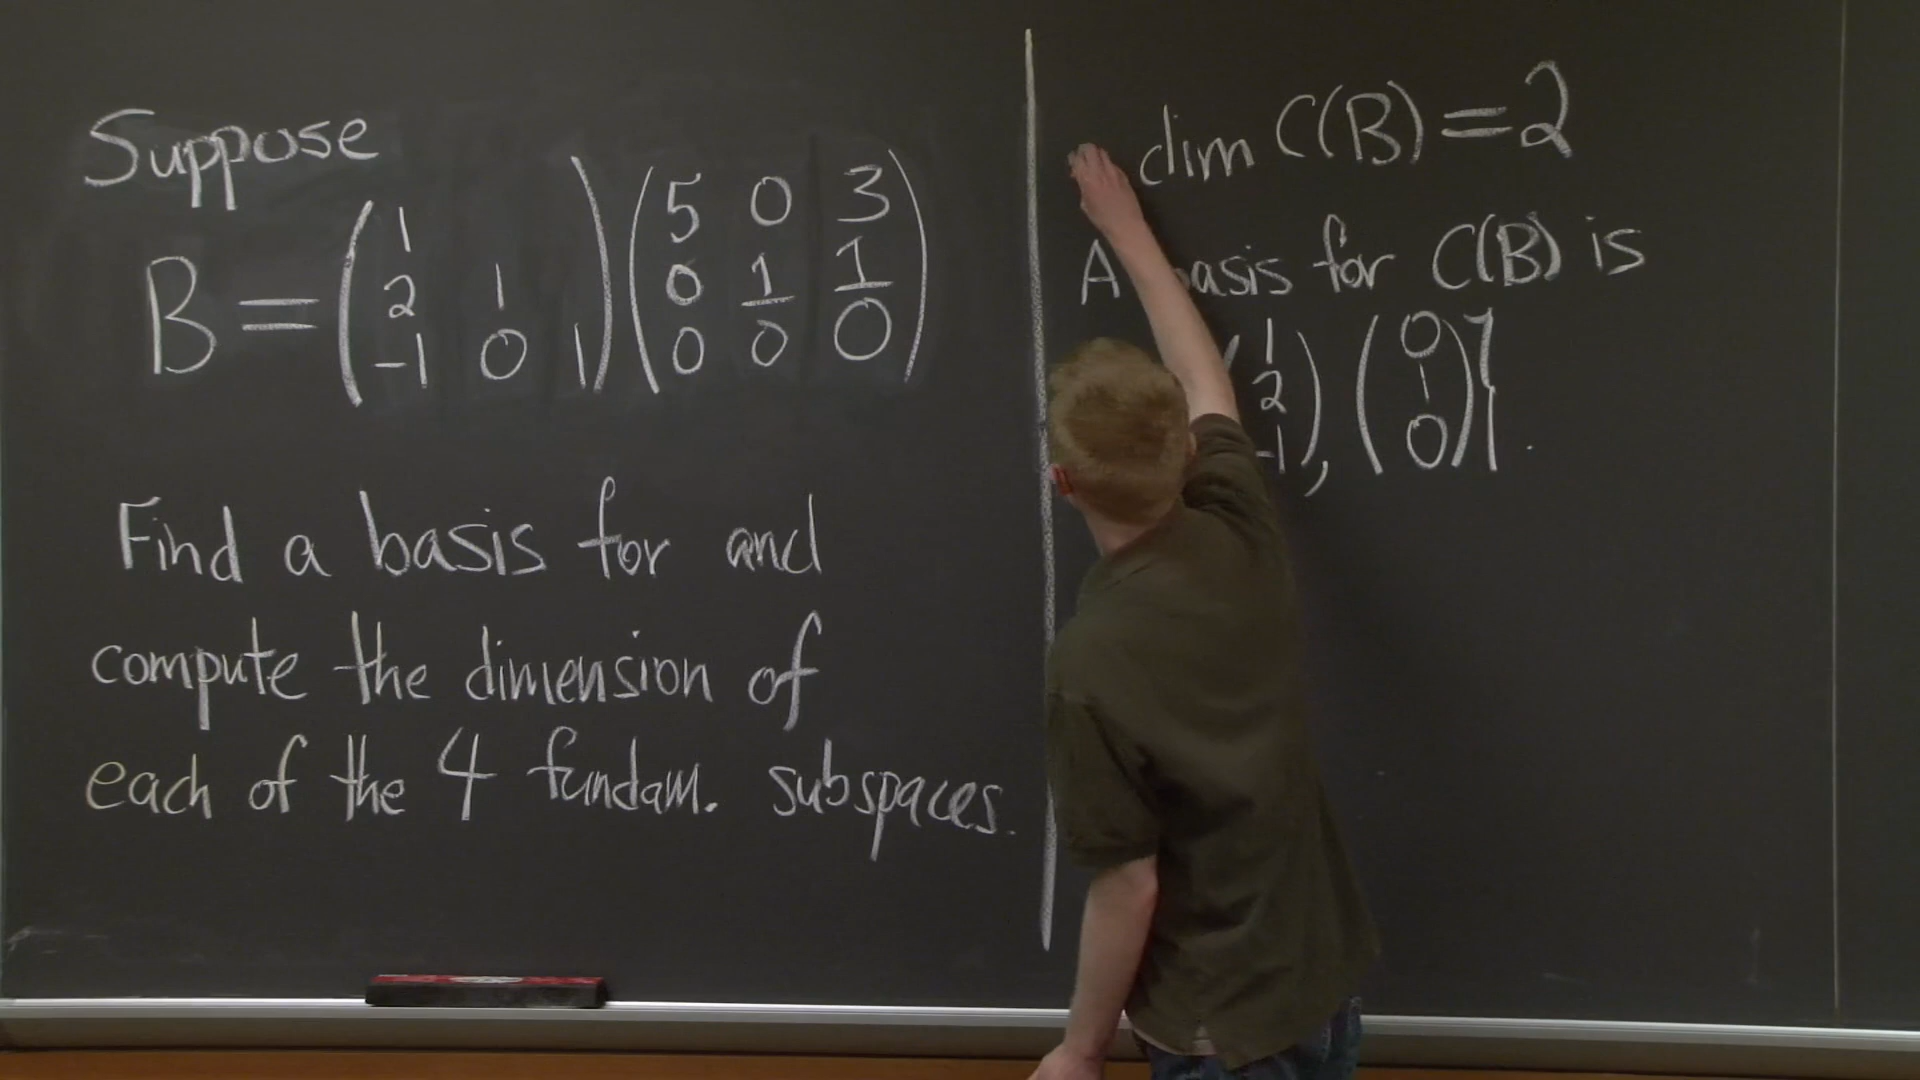 Suppose
B = ( 1
2 1
-1 0 1 ) ( 5 0 3
0 1 1
0 0 0 )
Find a basis for and
compute the dimension of
each of the 4 fundam. subspaces.
dim C(B) = 2
A basis for C(B) is
( 1
2
-1 ), ( 0
1
0 ) } .